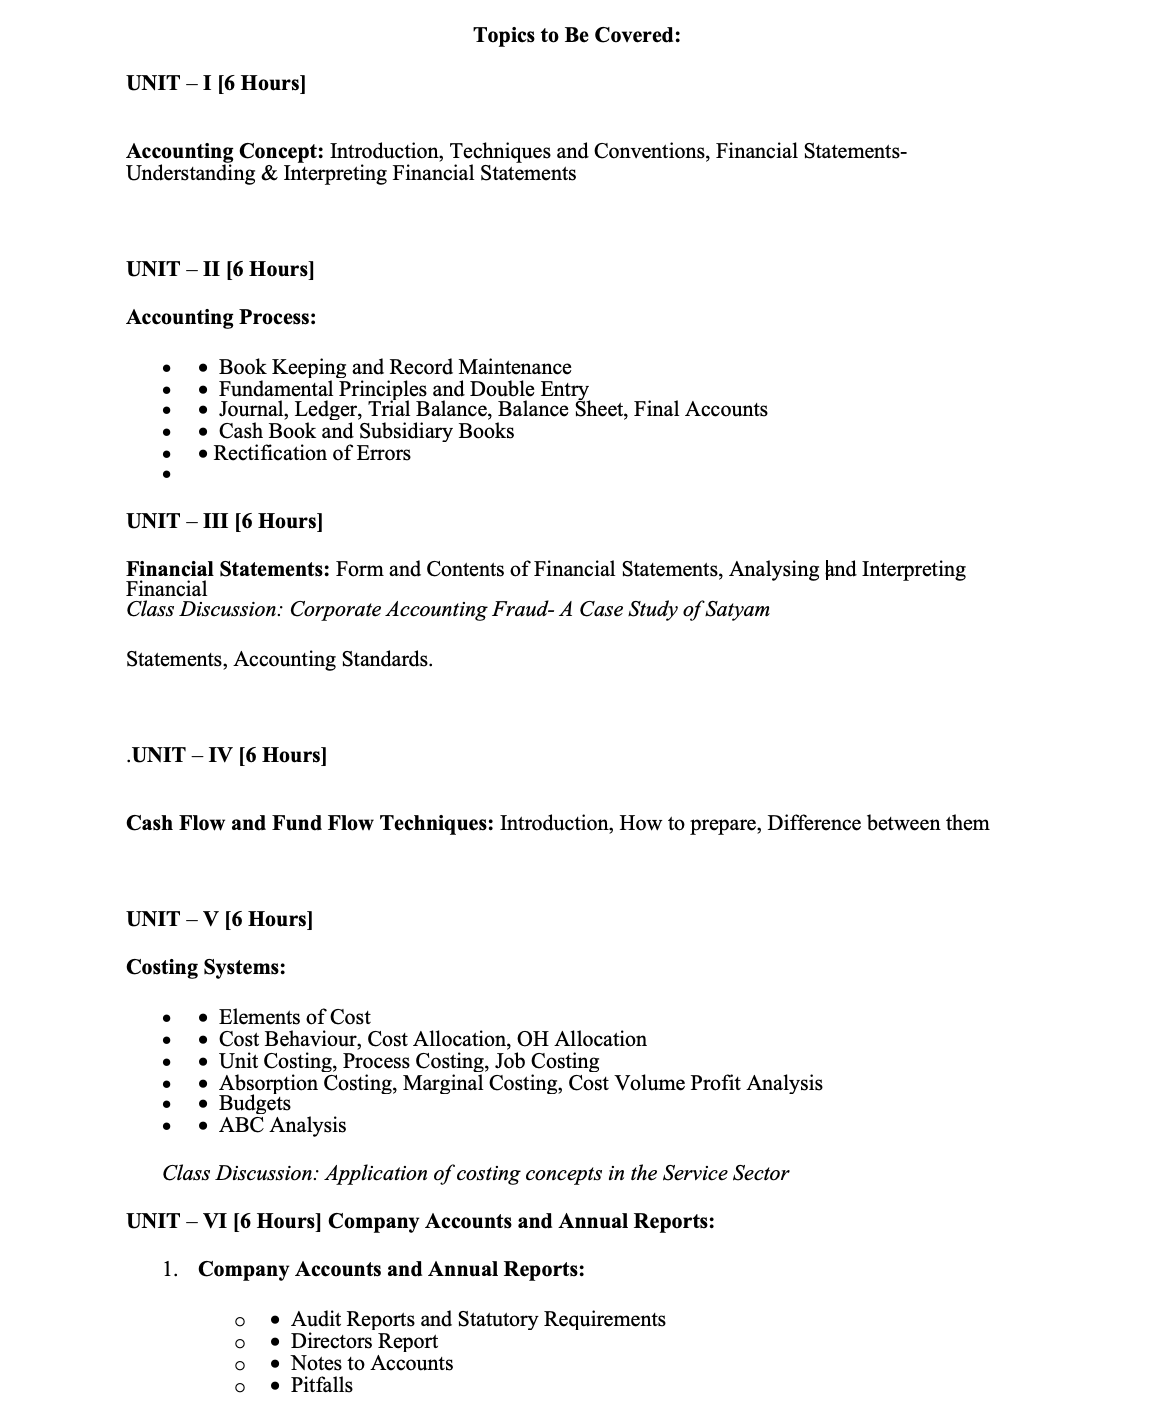 Topics to Be Covered:
UNIT – I [6 Hours]
Accounting Concept: Introduction, Techniques and Conventions, Financial Statements-
Understanding & Interpreting Financial Statements
UNIT – II [6 Hours]
Accounting Process:
• • Book Keeping and Record Maintenance
• • Fundamental Principles and Double Entry
• • Journal, Ledger, Trial Balance, Balance Sheet, Final Accounts
• • Cash Book and Subsidiary Books
• • Rectification of Errors
•
UNIT – III [6 Hours]
Financial Statements: Form and Contents of Financial Statements, Analysing and Interpreting
Financial
Class Discussion: Corporate Accounting Fraud- A Case Study of Satyam
Statements, Accounting Standards.
.UNIT – IV [6 Hours]
Cash Flow and Fund Flow Techniques: Introduction, How to prepare, Difference between them
UNIT – V [6 Hours]
Costing Systems:
• • Elements of Cost
• • Cost Behaviour, Cost Allocation, OH Allocation
• • Unit Costing, Process Costing, Job Costing
• • Absorption Costing, Marginal Costing, Cost Volume Profit Analysis
• • Budgets
• • ABC Analysis
Class Discussion: Application of costing concepts in the Service Sector
UNIT – VI [6 Hours] Company Accounts and Annual Reports:
1. Company Accounts and Annual Reports:
○ • Audit Reports and Statutory Requirements
○ • Directors Report
○ • Notes to Accounts
○ • Pitfalls